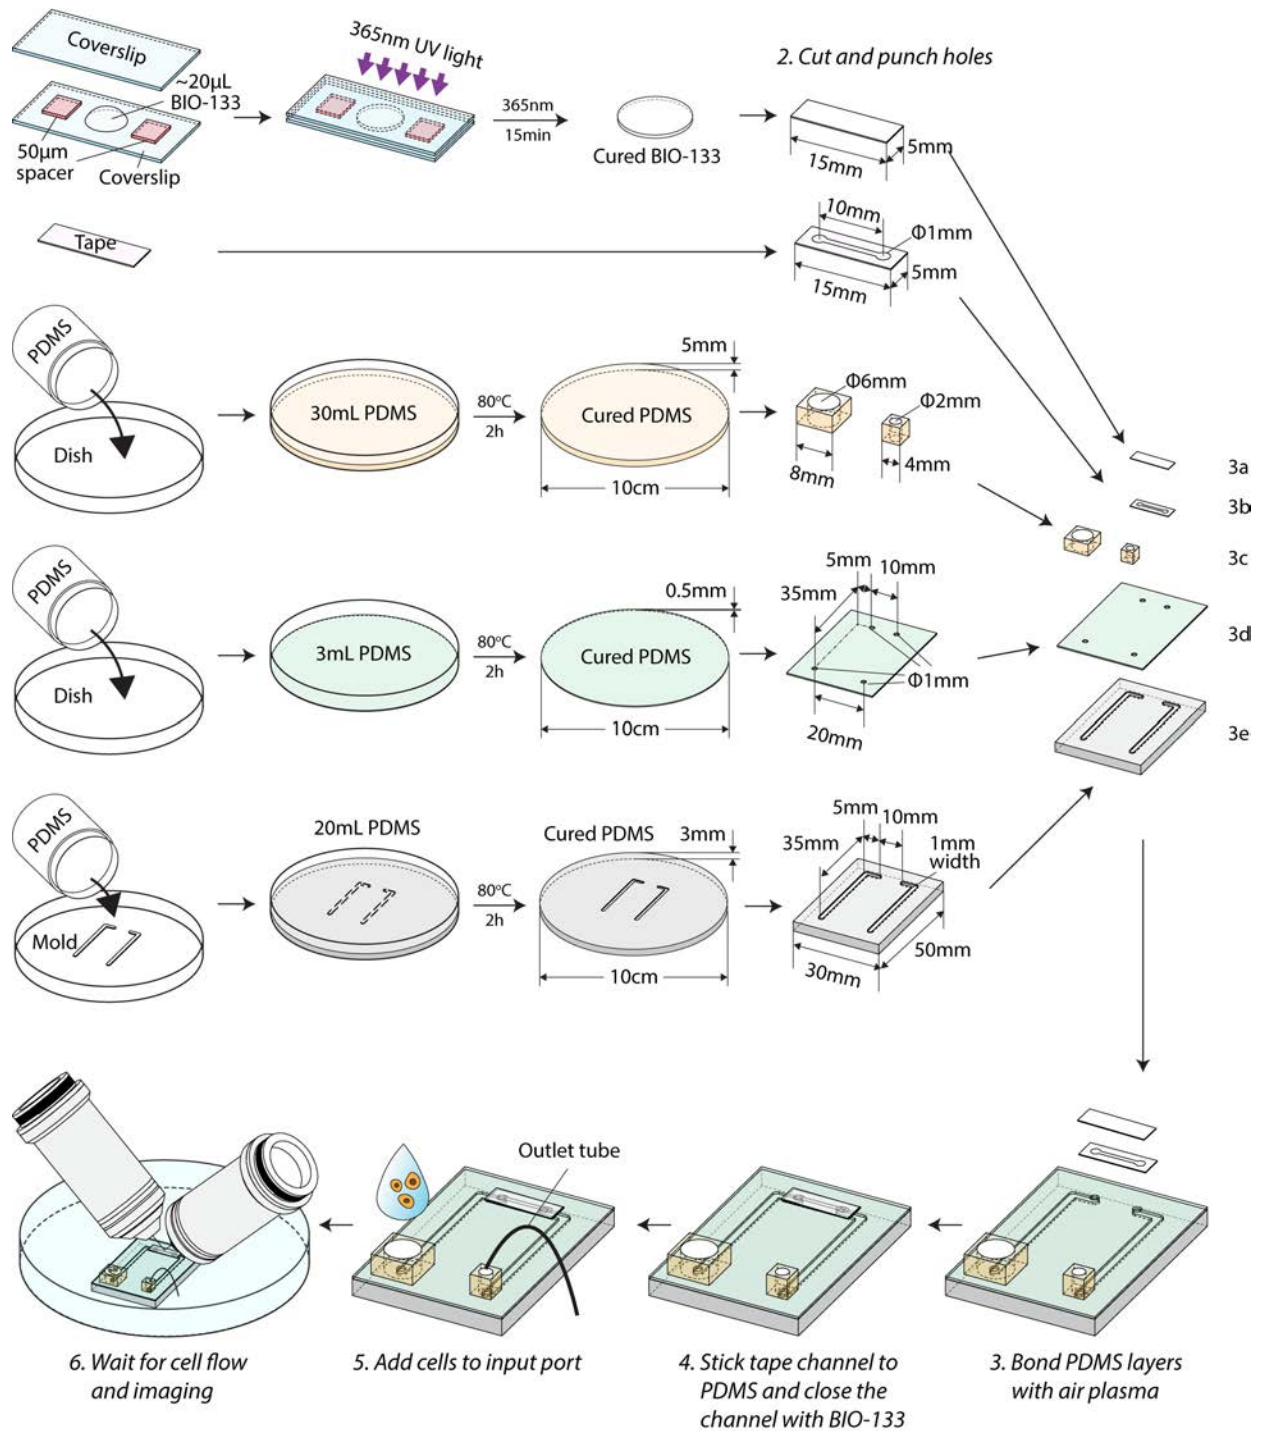 Coverslip
~20µL
BIO-133
50µm
spacer
Coverslip
365nm UV light
365nm
15min
Cured BIO-133
2. Cut and punch holes
15mm
5mm
Tape
10mm
Φ1mm
15mm
5mm
PDMS
Dish
30mL PDMS
80°C
2h
Cured PDMS
5mm
10cm
Φ6mm
8mm
Φ2mm
4mm
3a
3b
3c
3d
3e
PDMS
Dish
3mL PDMS
80°C
2h
Cured PDMS
0.5mm
10cm
5mm
10mm
35mm
Φ1mm
20mm
PDMS
Mold
20mL PDMS
80°C
2h
Cured PDMS
3mm
10cm
5mm
10mm
35mm
1mm
width
30mm
50mm
Outlet tube
6. Wait for cell flow
and imaging
5. Add cells to input port
4. Stick tape channel to
PDMS and close the
channel with BIO-133
3. Bond PDMS layers
with air plasma